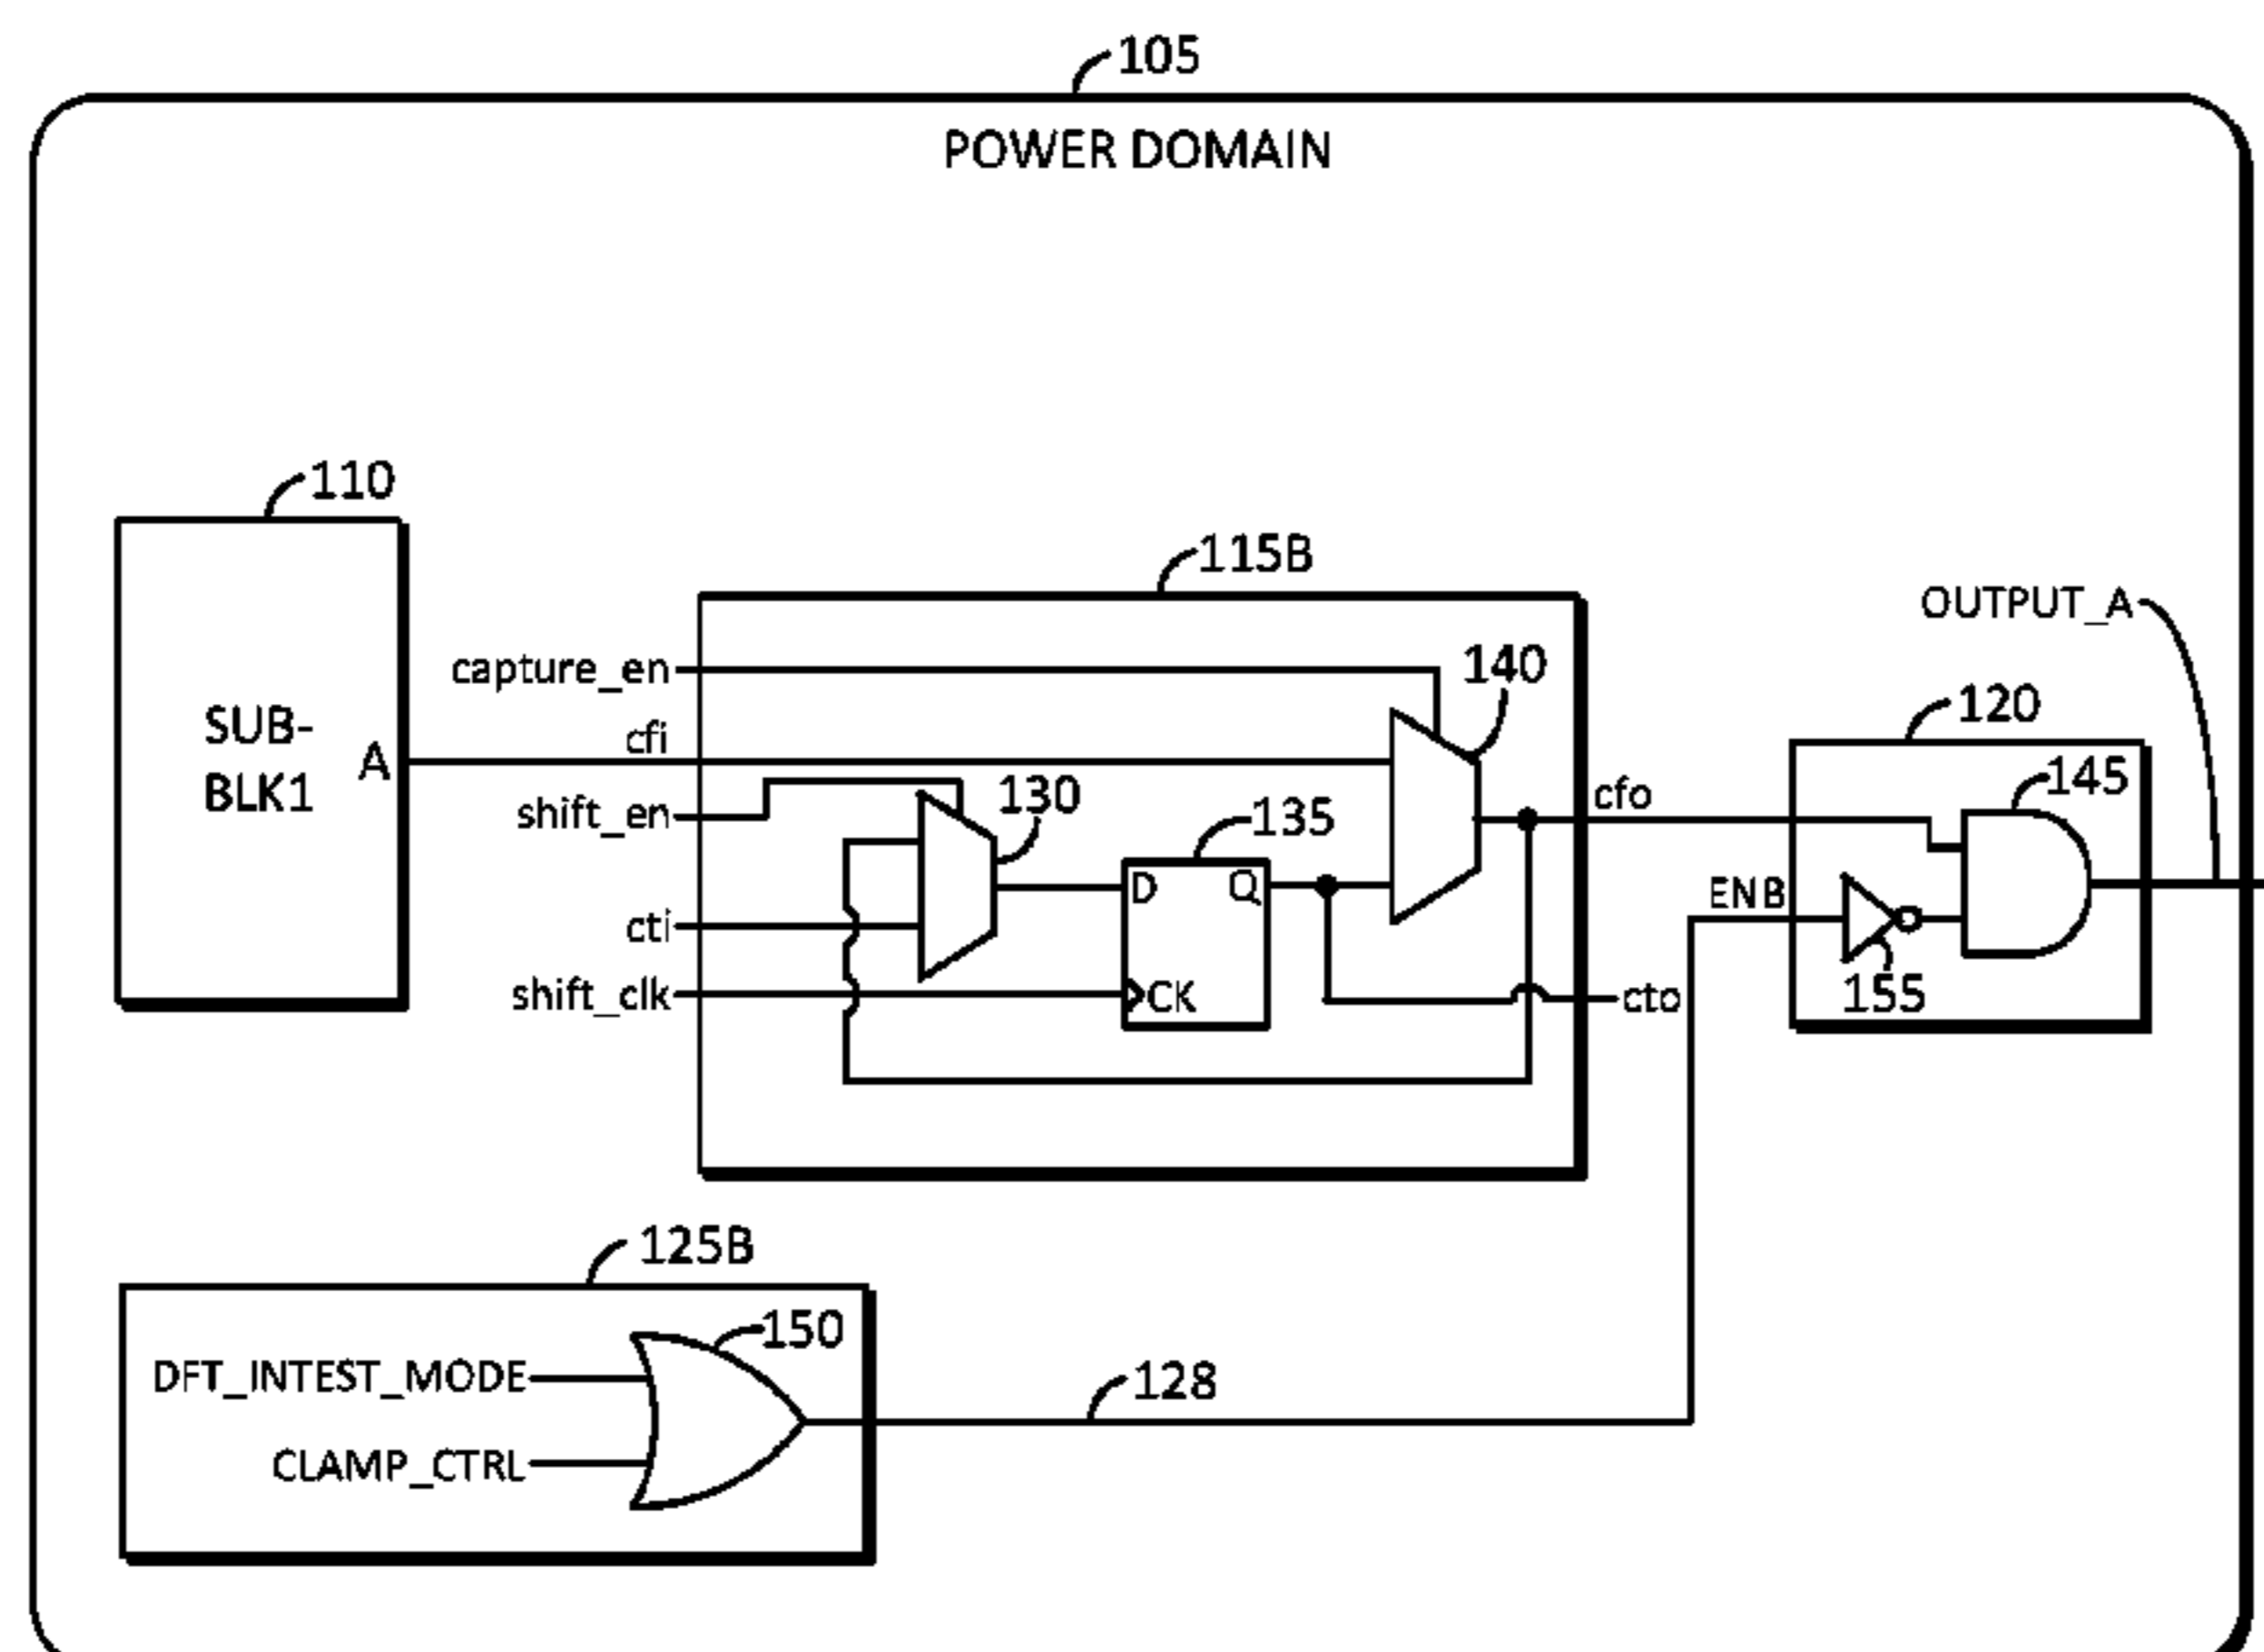 105
POWER DOMAIN
110
SUB-
BLK1
A
115B
capture_en
cfi
shift_en
cti
shift_clk
130
135
D
Q
CK
140
cfo
cto
OUTPUT_A
120
145
ENB
155
125B
150
DFT_INTEST_MODE
CLAMP_CTRL
128